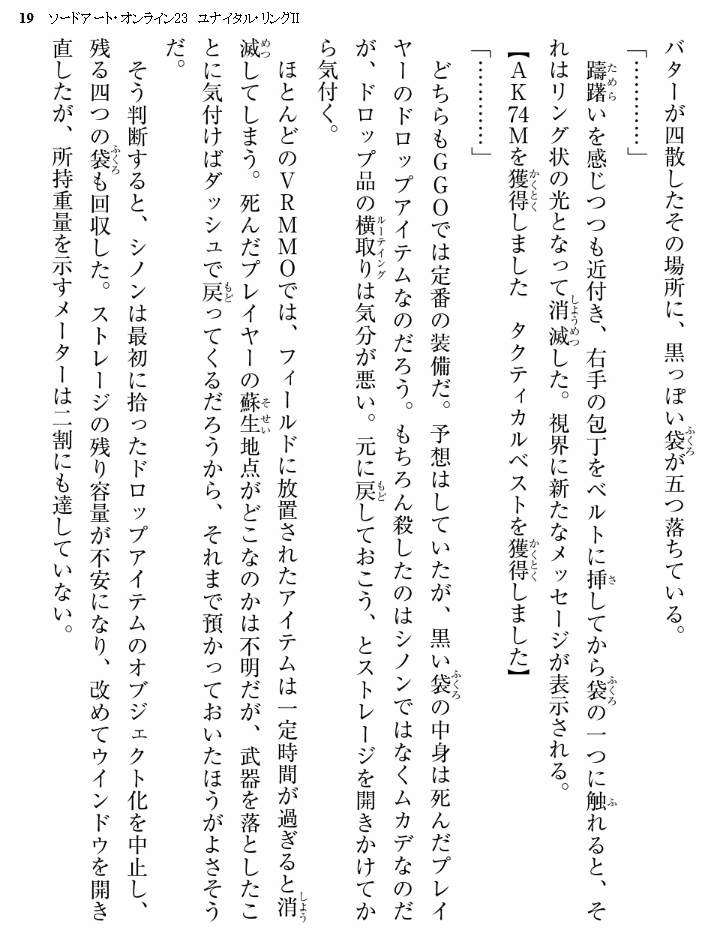 19 ソードアート・オンライン23 ユナイタル・リングⅡ
バターが四散したその場所に、黒っぽい袋が五つ落ちている。
「…………」
躊躇いを感じつつも近付き、右手の包丁をベルトに挿してから袋の一つに触れると、そ
れはリング状の光となって消滅した。視界に新たなメッセージが表示される。
【AK74Mを獲得しました　タクティカルベストを獲得しました】
「…………」
どちらもGGOでは定番の装備だ。予想はしていたが、黒い袋の中身は死んだプレイ
ヤーのドロップアイテムなのだろう。もちろん殺したのはシノンではなくムカデなのだ
が、ドロップ品の横取りは気分が悪い。元に戻しておこう、とストレージを開きかけてか
ら気付く。
ほとんどのVRMMOでは、フィールドに放置されたアイテムは一定時間が過ぎると消
滅してしまう。死んだプレイヤーの蘇生地点がどこなのかは不明だが、武器を落としたこ
とに気付けばダッシュで戻ってくるだろうから、それまで預かっておいたほうがよさそう
だ。
そう判断すると、シノンは最初に拾ったドロップアイテムのオブジェクト化を中止し、
残る四つの袋も回収した。ストレージの残り容量が不安になり、改めてウインドウを開き
直したが、所持重量を示すメーターは二割にも達していない。